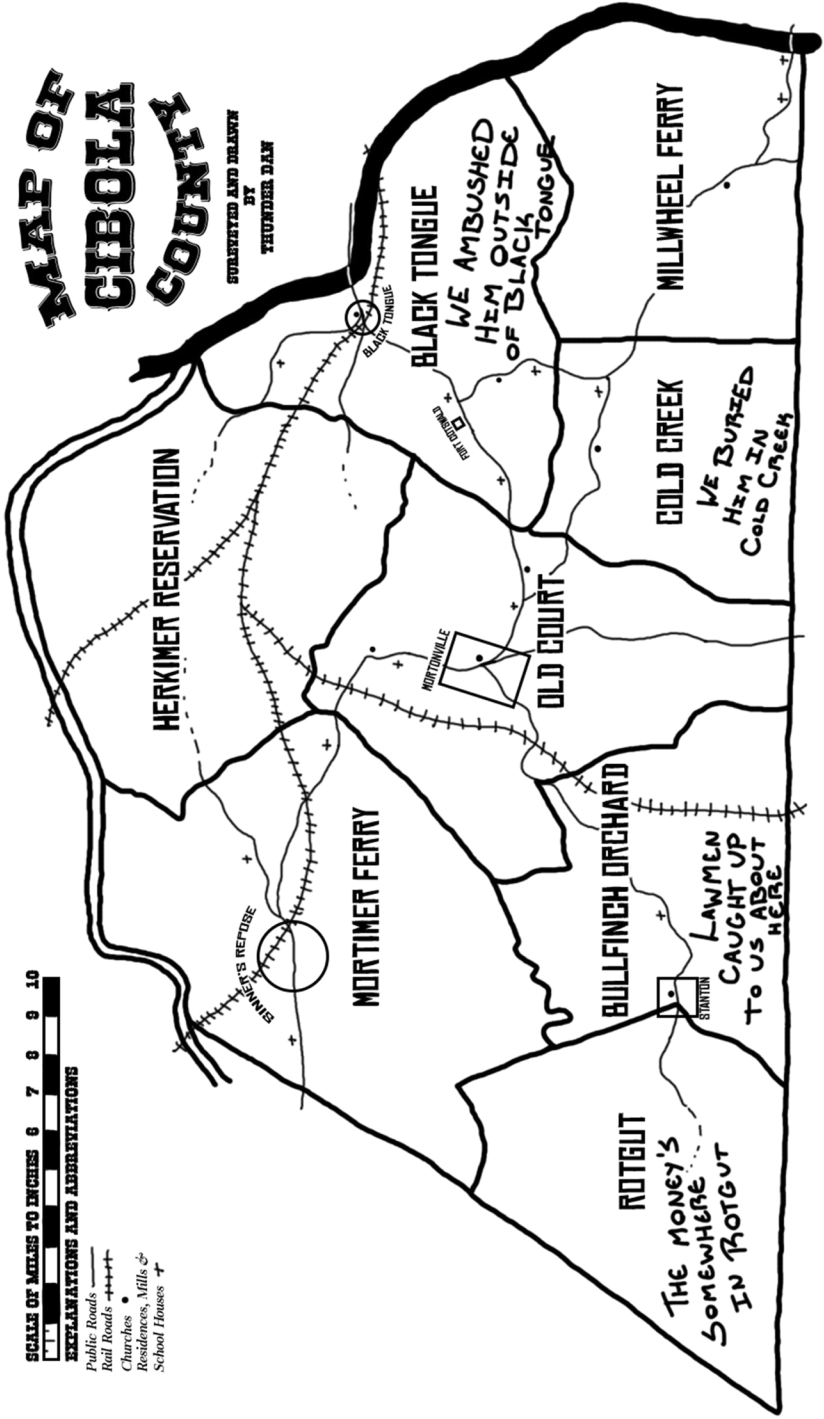 MAP OF
CIBOLA
COUNTY
SURVEYED AND DRAWN
BY
THUNDER DAN
SCALE OF MILES TO INCHES 6 7 8 9 10
EXPLANATIONS AND ABBREVIATIONS
Public Roads
Rail Roads
Churches
Residences, Mills &
School Houses
HERKIMER RESERVATION
SINNER'S REPOSE
MORTIMER FERRY
BLACK TONGUE
BLACK TONGUE
WE AMBUSHED
HIM OUTSIDE
OF BLACK
TONGUE
FORT DOTSWALD
MORTONVILLE
OLD COURT
ROTGUT
THE MONEY'S
SOMEWHERE
IN ROTGUT
BULLFINCH ORCHARD
STANTON
LAWMEN
CAUGHT UP
TO US ABOUT
HERE
COLD CREEK
WE BURIED
HIM IN
COLD CREEK
MILLWHEEL FERRY